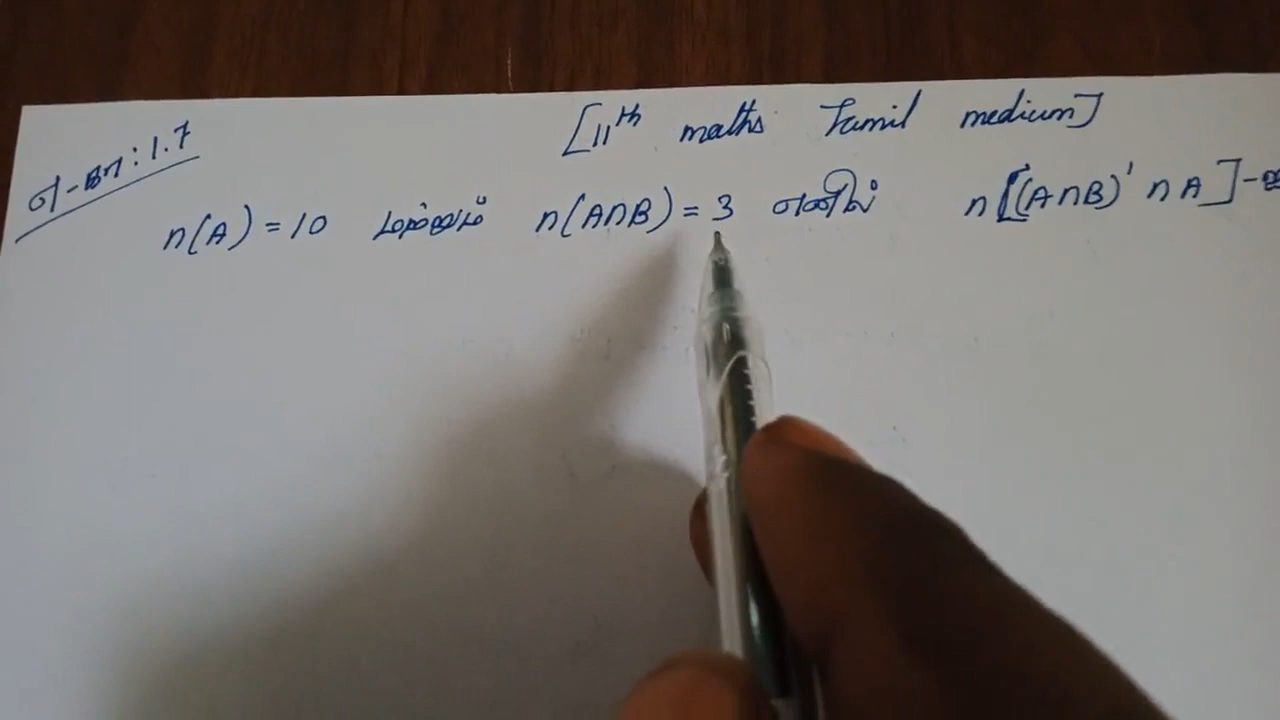 [11th maths Tamil medium]
எ-கா : 1.7
n(A) = 10 மற்றும் n(A∩B) = 3 எனில் n[(A∩B)' ∩ A] -